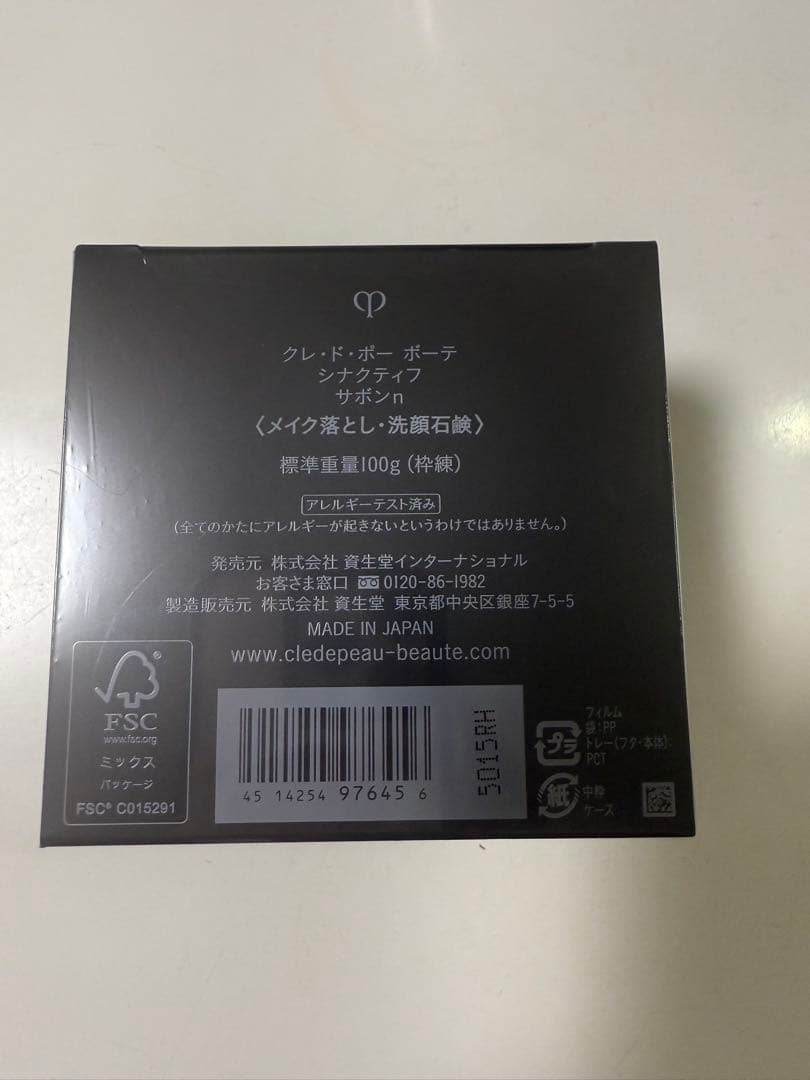 クレ・ド・ポー ボーテ
シナクティフ
サボンn
〈メイク落とし・洗顔石鹸〉
標準重量100g (枠練)
アレルギーテスト済み
(全てのかたにアレルギーが起きないというわけではありません。)
発売元 株式会社 資生堂インターナショナル
お客さま窓口 0120-86-1982
製造販売元 株式会社 資生堂 東京都中央区銀座7-5-5
MADE IN JAPAN
www.cledepeau-beaute.com
FSC
www.fsc.org
ミックス
パッケージ
FSC® C015291
45 14254 97645 6
5015RH
プラ
フィルム
袋:PP
トレー(フタ・本体):
PCT
紙
中枠
ケース